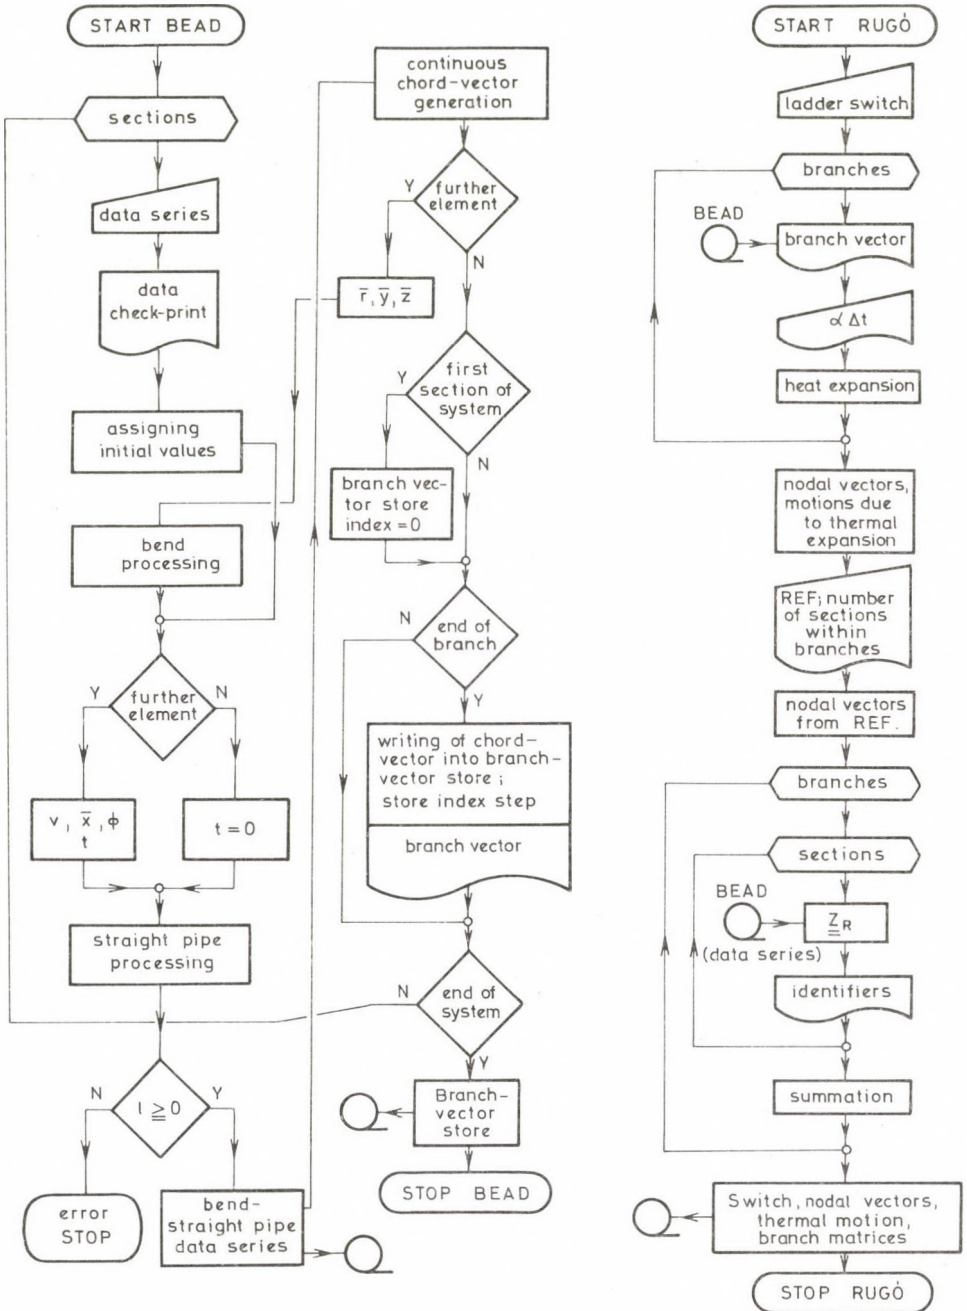 START BEAD
sections
data series
data
check-print
assigning
initial values
bend
processing
further
element
Y
N
v, x̄, ϕ
t
t = 0
straight pipe
processing
l ≧ 0
N
Y
error
STOP
bend-
straight pipe
data series
continuous
chord-vector
generation
further
element
Y
N
r̄, ȳ, z̄
first
section of
system
Y
N
branch vec-
tor store
index = 0
end of
branch
N
Y
writing of chord-
vector into branch-
vector store;
store index step
branch vector
end of
system
N
Y
Branch-
vector
store
STOP BEAD
START RUGÓ
ladder switch
branches
BEAD
branch vector
α Δt
heat expansion
nodal vectors,
motions due
to thermal
expansion
REF; number
of sections
within
branches
nodal vectors
from REF.
branches
sections
BEAD
(data series)
Z R
identifiers
summation
Switch, nodal vectors,
thermal motion,
branch matrices
STOP RUGÓ